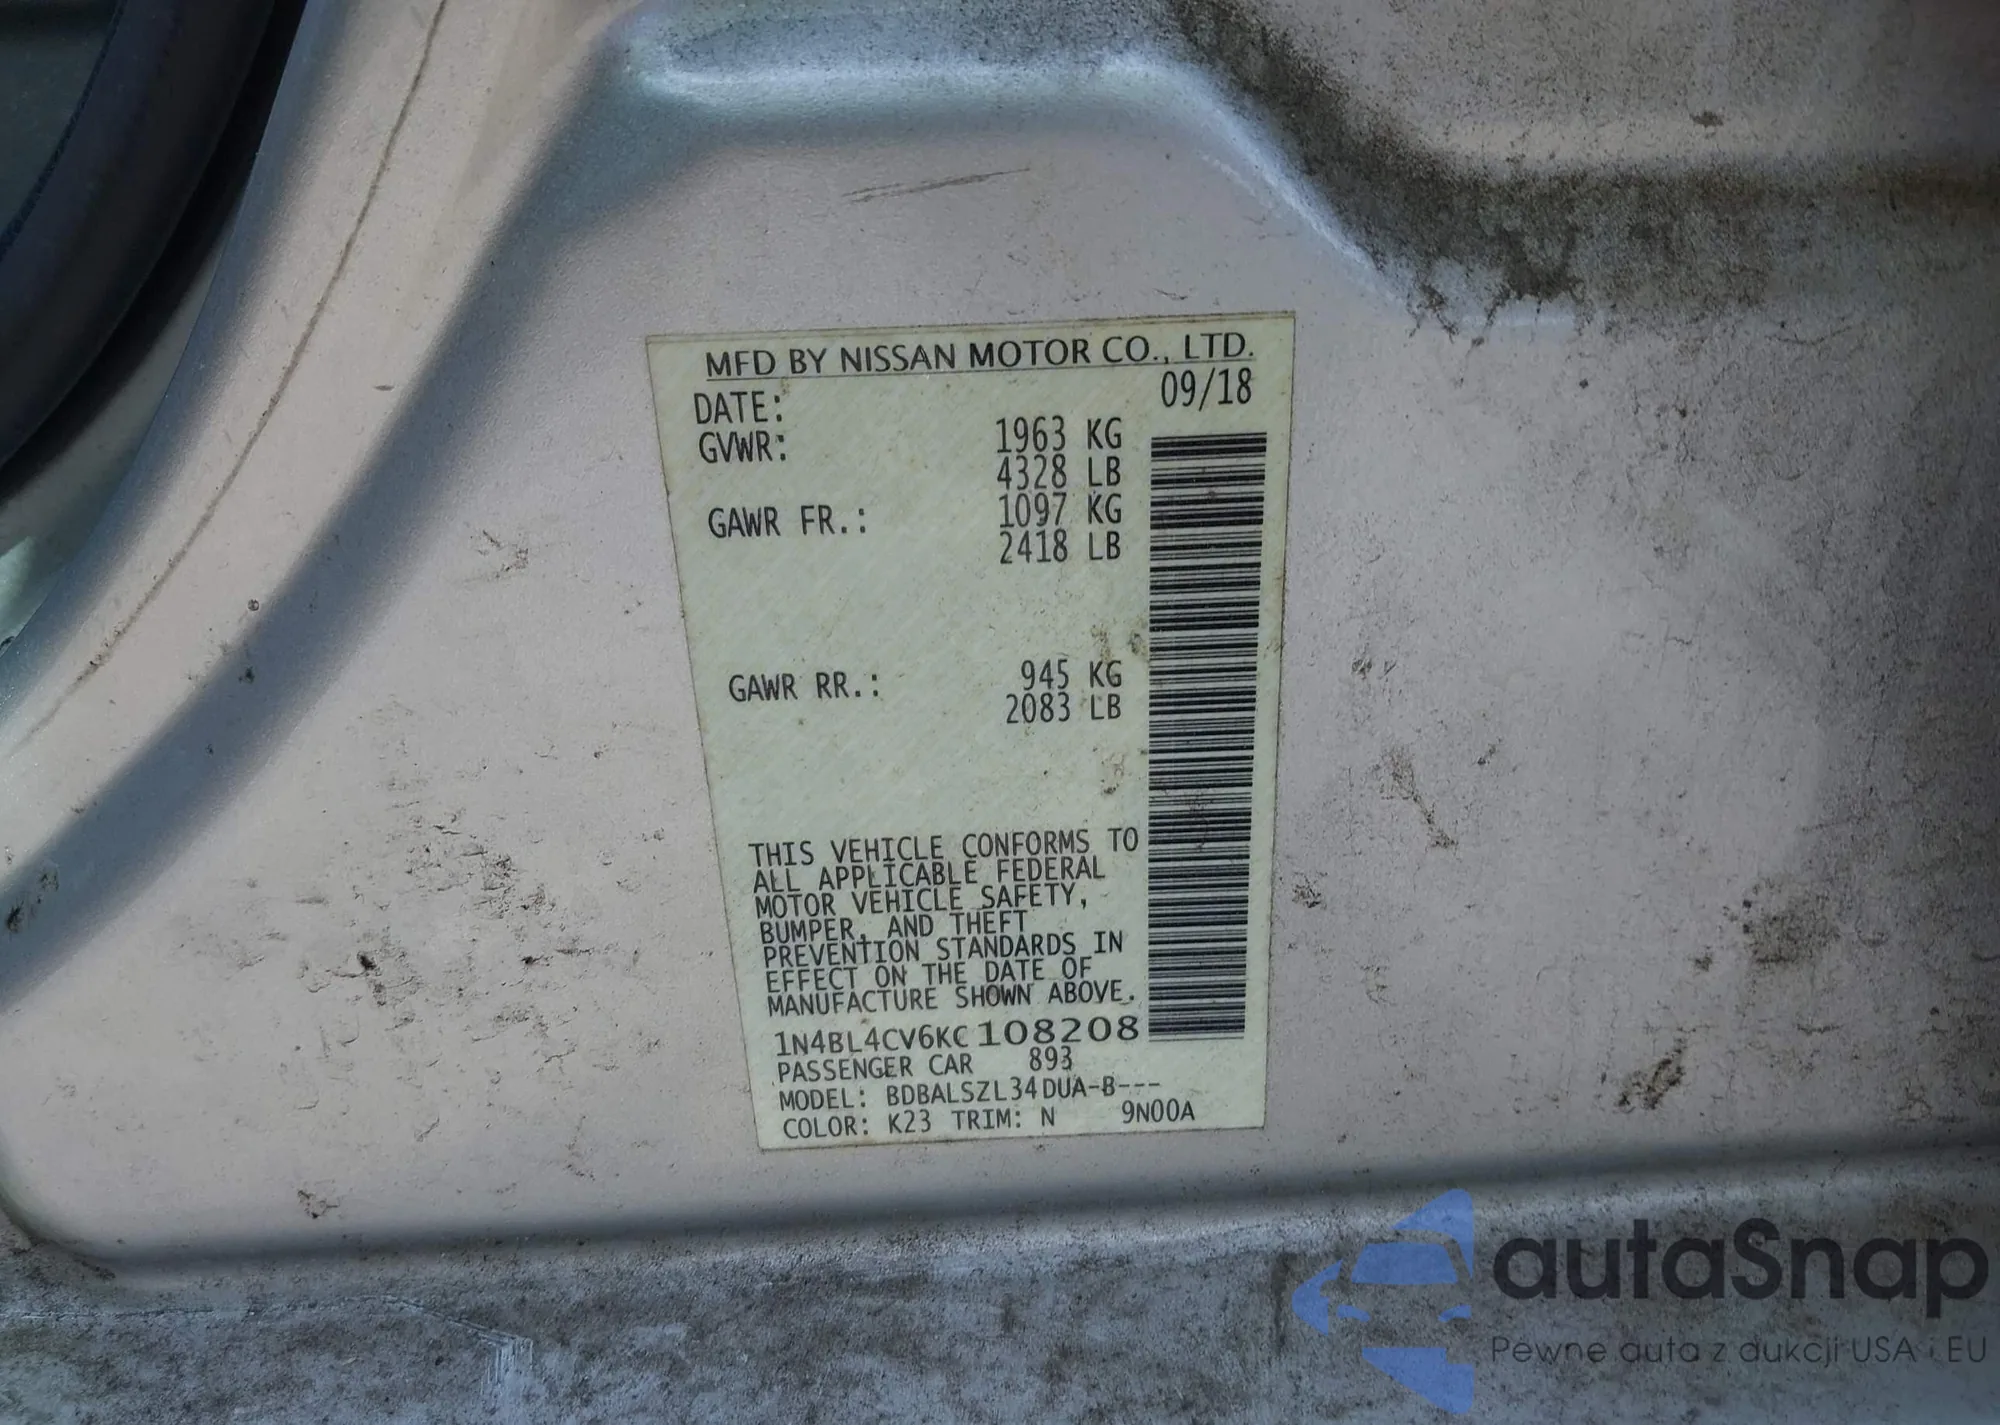 MFD BY NISSAN MOTOR CO., LTD.
DATE: 09/18
GVWR: 1963 KG
4328 LB
GAWR FR.: 1097 KG
2418 LB
GAWR RR.: 945 KG
2083 LB
THIS VEHICLE CONFORMS TO
ALL APPLICABLE FEDERAL
MOTOR VEHICLE SAFETY,
BUMPER, AND THEFT
PREVENTION STANDARDS IN
EFFECT ON THE DATE OF
MANUFACTURE SHOWN ABOVE.
1N4BL4CV6KC108208
PASSENGER CAR 893
MODEL: BDBALSZL34DUA-B---
COLOR: K23 TRIM: N 9N00A
autaSnap
Pewne auta z dukcji USA i EU